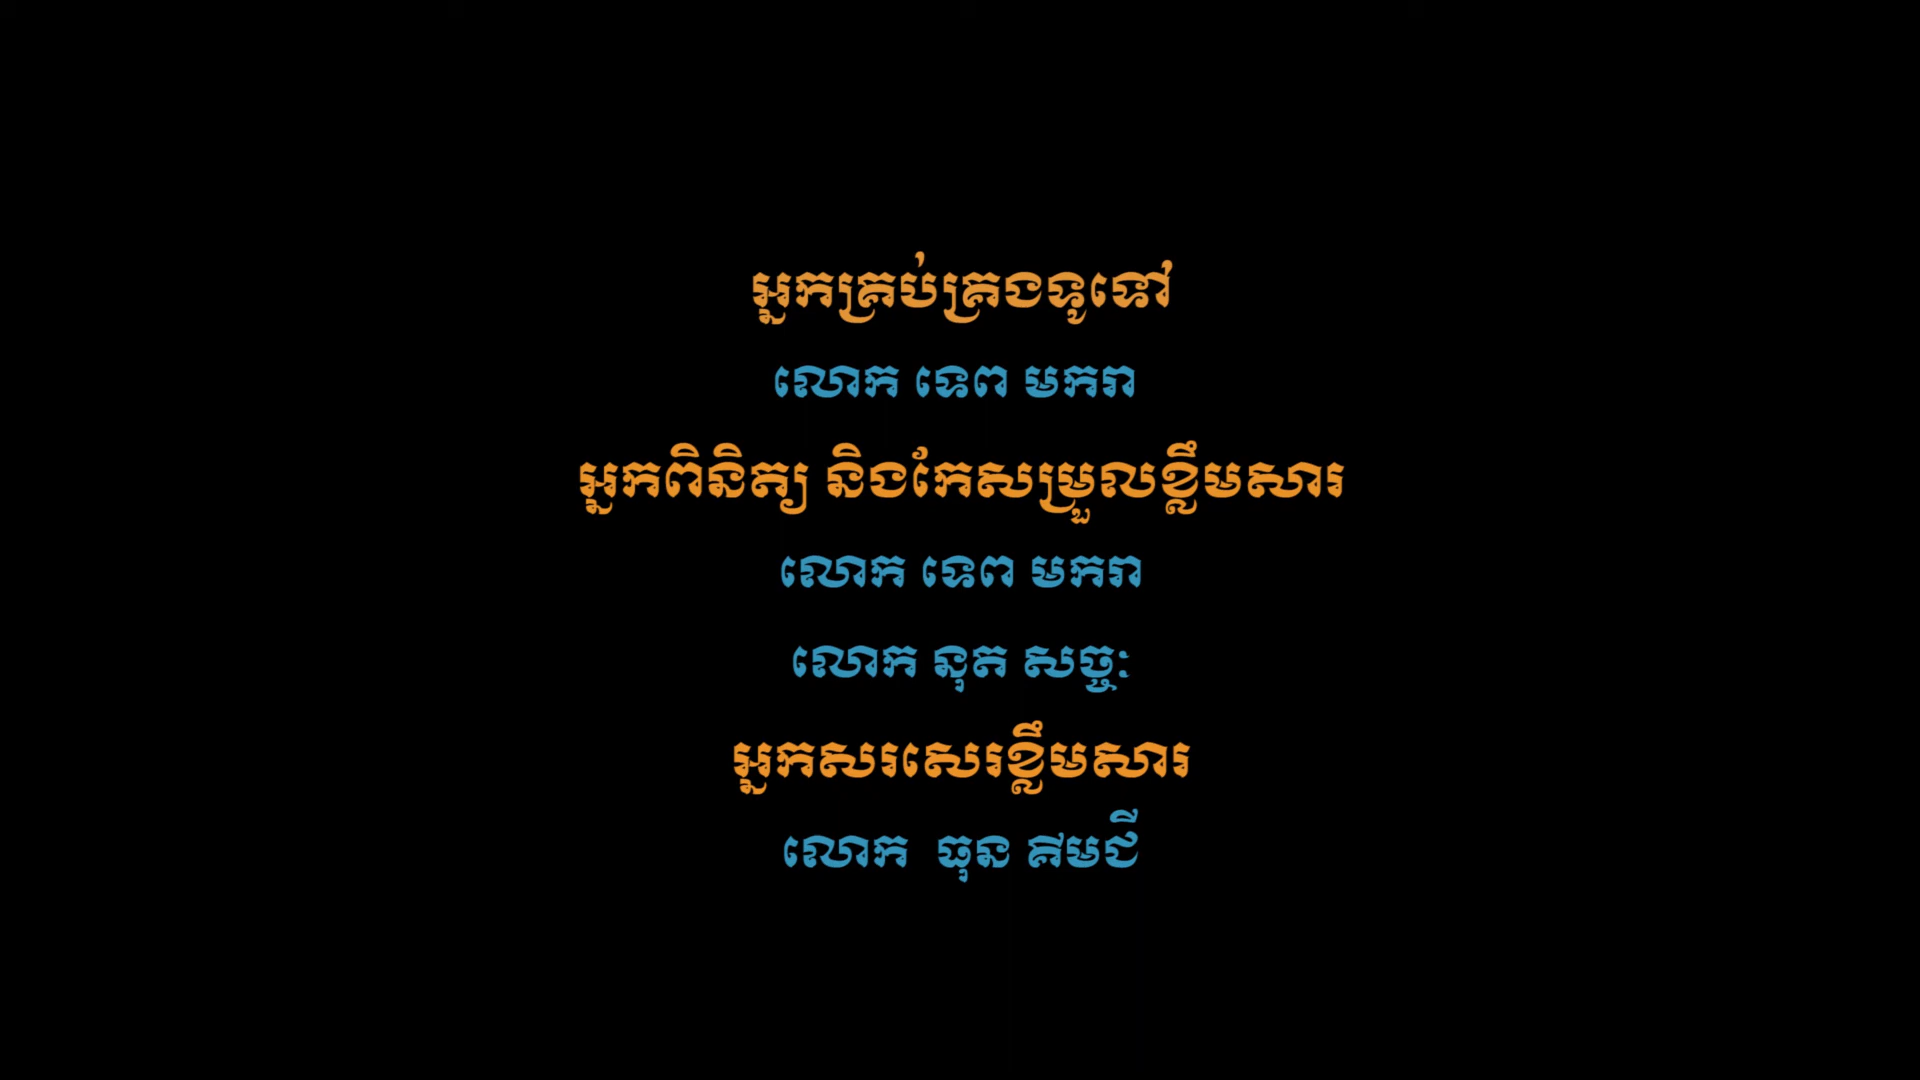 អ្នកគ្រប់គ្រងទូទៅ
លោក ទេព មករា
អ្នកពិនិត្យ និងកែសម្រួលខ្លឹមសារ
លោក ទេព មករា
លោក នុត សច្ចៈ
អ្នកសរសេរខ្លឹមសារ
លោក ធុន គីមជី